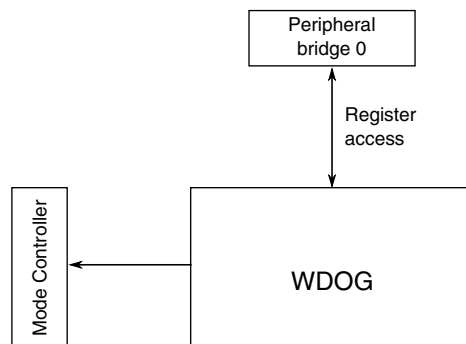 Peripheral
bridge 0
Register
access
Mode Controller
WDOG